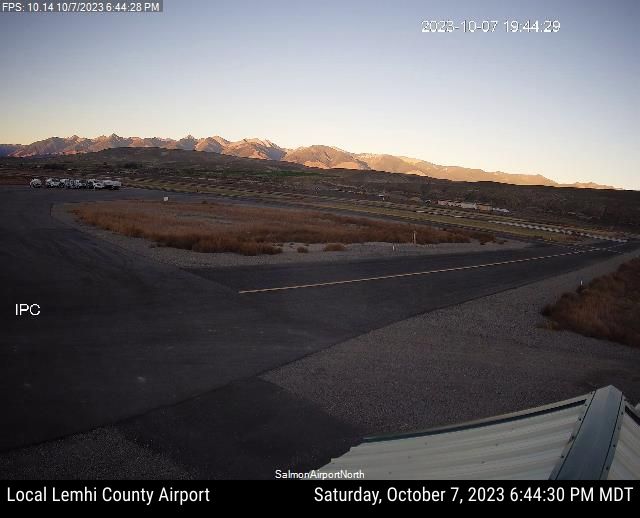 FPS: 10.14 10/7/2023 6:44:28 PM
2023-10-07 19:44:29
IPC
SalmonAirportNorth
Local Lemhi County Airport Saturday, October 7, 2023 6:44:30 PM MDT